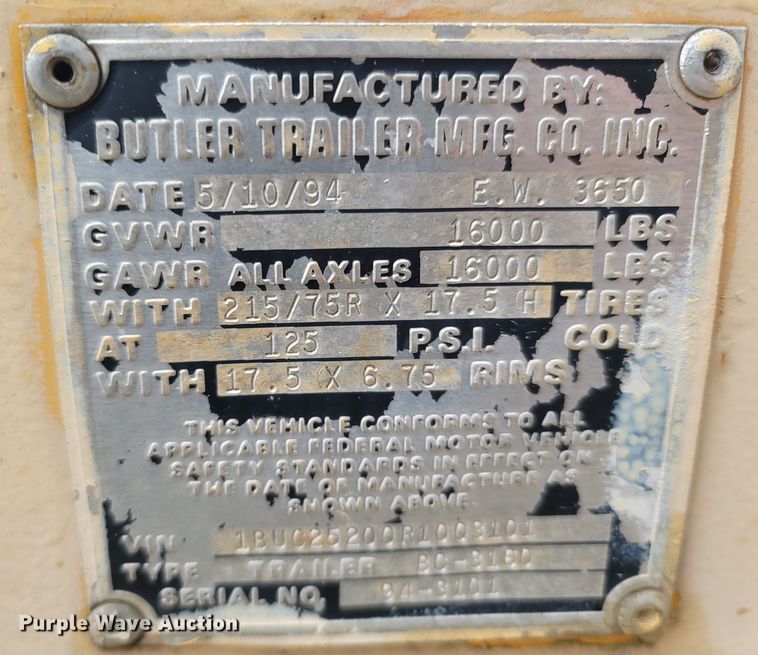 MANUFACTURED BY:
BUTLER TRAILER MFG. CO. INC.
DATE 5/10/94 E.W. 3650
GVWR 16000 LBS
GAWR ALL AXLES 16000 LBS
WITH 215/75R X 17.5 H TIRES
AT 125 P.S.I. COLD
WITH 17.5 X 6.75 RIMS
THIS VEHICLE CONFORMS TO ALL
APPLICABLE FEDERAL MOTOR VEHICLE
SAFETY STANDARDS IN EFFECT ON
THE DATE OF MANUFACTURE AS
SHOWN ABOVE.
VIN 1BUC25200R1003101
TYPE TRAILER BC-3150
SERIAL NO. 94-3101
Purple Wave Auction